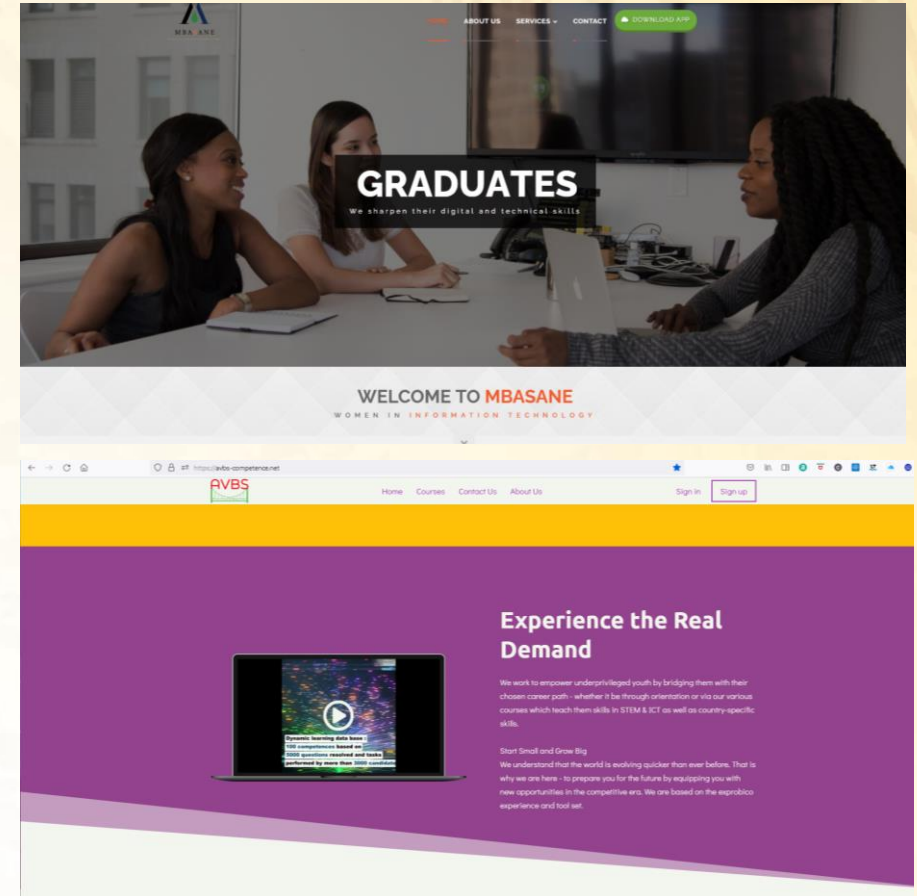 MBASANE
HOME ABOUT US SERVICES CONTACT DOWNLOAD APP
GRADUATES
We sharpen their digital and technical skills
WELCOME TO MBASANE
WOMEN IN INFORMATION TECHNOLOGY
https://avbs-competence.net
AVBS
Home Courses Contact Us About Us Sign in Sign up
Experience the Real
Demand
We work to empower underprivileged youth by bridging them with their
chosen career path - whether it be through orientation or via our various
courses which teach them skills in STEM & ICT as well as country-specific
skills.
Dynamic learning data base :
100 competences based on
5000 questions resolved and tasks
performed by more than 3000 candidate
Start Small and Grow Big
We understand that the world is evolving quicker than ever before. That is
why we are here - to prepare you for the future by equipping you with
new opportunities in the competitive era. We are based on the exprobico
experience and tool set.